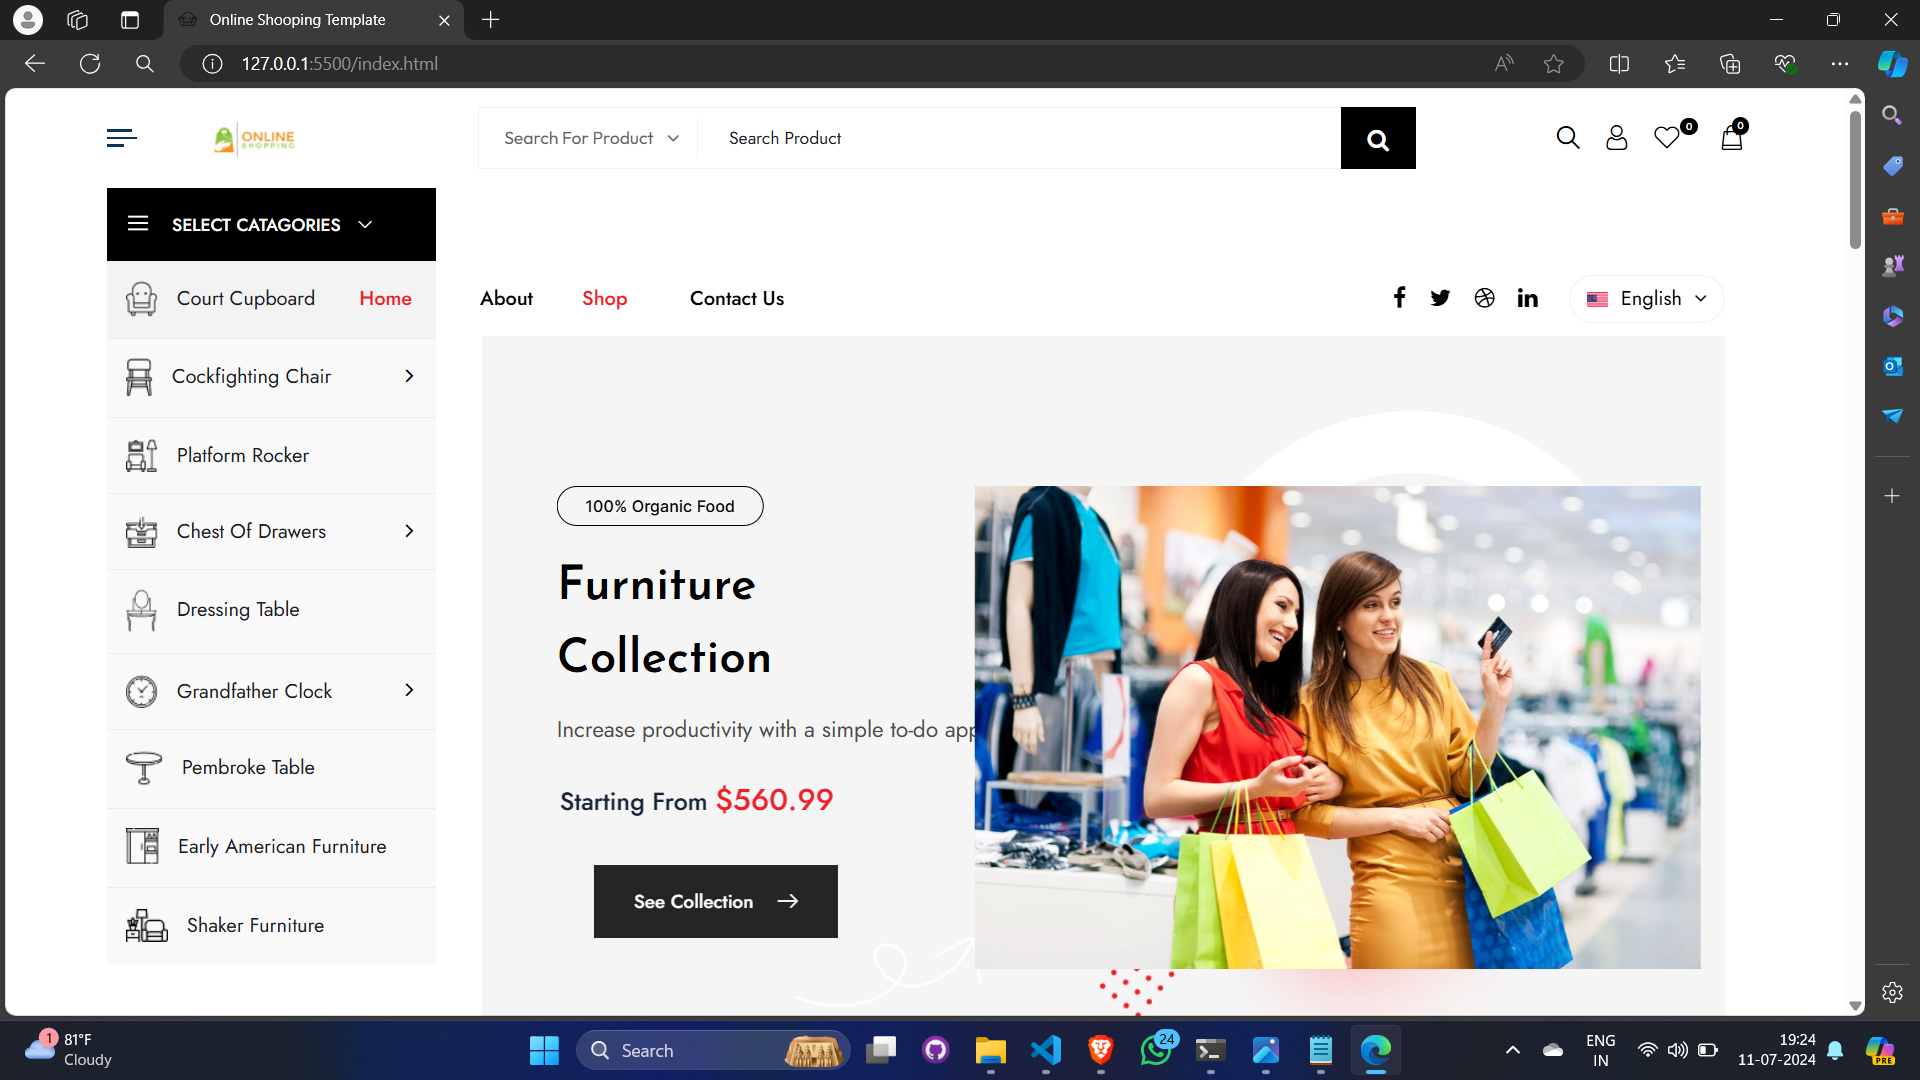 Online Shooping Template
127.0.0.1:5500/index.html
ONLINE
SHOPPING
Search For Product
Search Product
0
0
SELECT CATAGORIES
Court Cupboard
Home
About
Shop
Contact Us
English
Cockfighting Chair
Platform Rocker
Chest Of Drawers
Dressing Table
Grandfather Clock
Pembroke Table
Early American Furniture
Shaker Furniture
100% Organic Food
Furniture
Collection
Increase productivity with a simple to-do app
Starting From $560.99
See Collection
1
81°F
Cloudy
Search
24
ENG
IN
19:24
11-07-2024
PRE